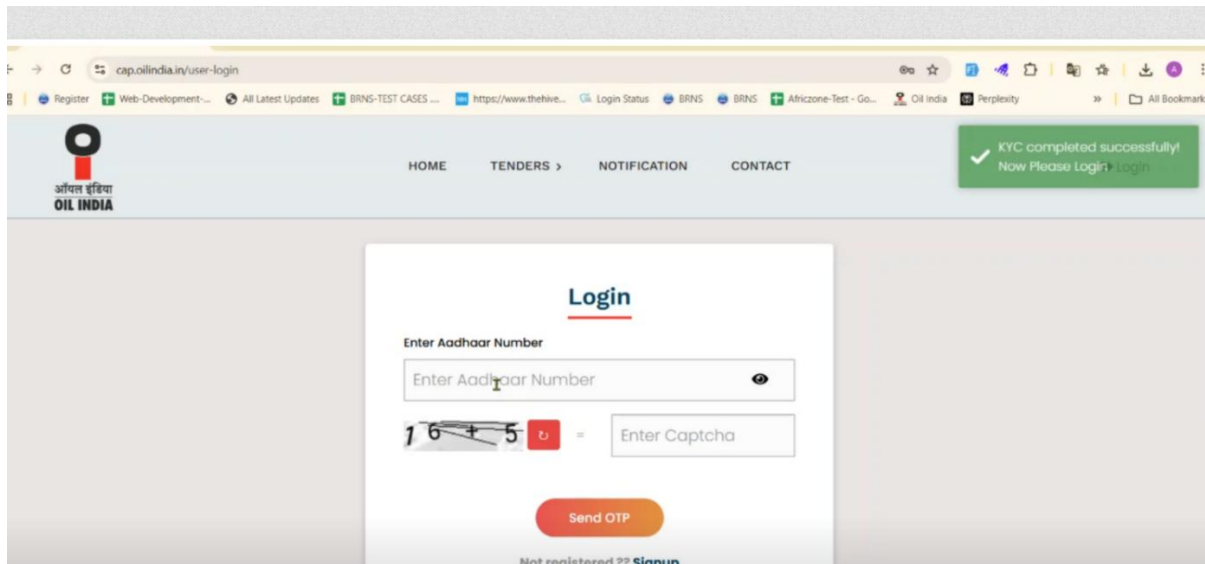 cap.oilindia.in/user-login
Register Web-Development-... All Latest Updates BRNS-TEST CASES ... https://www.thehive... Login Status BRNS BRNS Africzone-Test - Go... Oil India Perplexity » All Bookmark
ऑयल इंडिया
OIL INDIA
HOME TENDERS > NOTIFICATION CONTACT
KYC completed successfully!
Now Please Login Login
Login
Enter Aadhaar Number
Enter Aadhaar Number
16 + 5 = Enter Captcha
Send OTP
Not registered ?? Signup